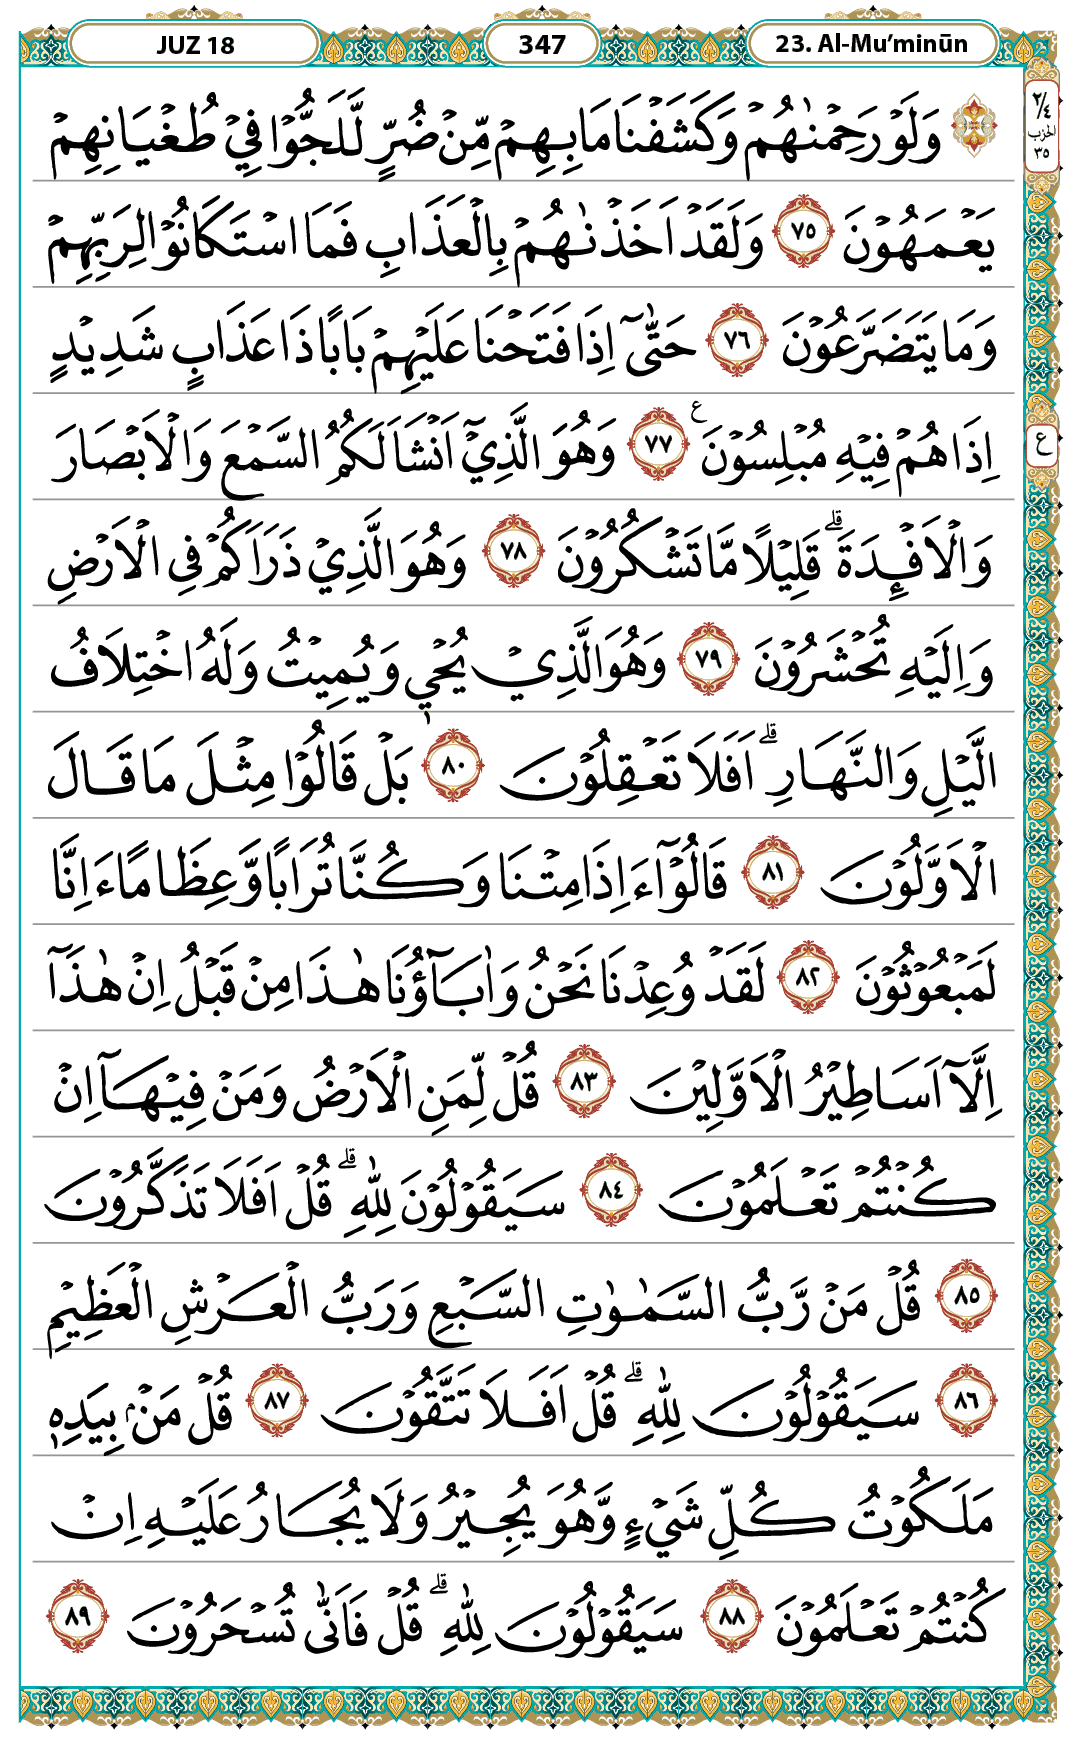 JUZ 18
347
23. Al-Mu’minūn
٢/٤
الحزب
٣٥
ع
وَلَوْ رَحِمْنٰهُمْ وَكَشَفْنَا مَا بِهِمْ مِّنْ ضُرٍّ لَّلَجُّوْا فِيْ طُغْيَانِهِمْ
يَعْمَهُوْنَ ٧٥ وَلَقَدْ اَخَذْنٰهُمْ بِالْعَذَابِ فَمَا اسْتَكَانُوْا لِرَبِّهِمْ
وَمَا يَتَضَرَّعُوْنَ ٧٦ حَتّٰىٓ اِذَا فَتَحْنَا عَلَيْهِمْ بَابًا ذَا عَذَابٍ شَدِيْدٍ
اِذَا هُمْ فِيْهِ مُبْلِسُوْنَ ࣖ ٧٧ وَهُوَ الَّذِيْٓ اَنْشَاَ لَكُمُ السَّمْعَ وَالْاَبْصَارَ
وَالْاَفْـِٕدَةَۗ قَلِيْلًا مَّا تَشْكُرُوْنَ ٧٨ وَهُوَ الَّذِيْ ذَرَاَكُمْ فِى الْاَرْضِ
وَاِلَيْهِ تُحْشَرُوْنَ ٧٩ وَهُوَ الَّذِيْ يُحْيٖ وَيُمِيْتُ وَلَهُ اخْتِلَافُ
الَّيْلِ وَالنَّهَارِۗ اَفَلَا تَعْقِلُوْنَ ٨٠ بَلْ قَالُوْا مِثْلَ مَا قَالَ
الْاَوَّلُوْنَ ٨١ قَالُوْٓا ءَاِذَا مِتْنَا وَكُنَّا تُرَابًا وَّعِظَامًا ءَاِنَّا
لَمَبْعُوْثُوْنَ ٨٢ لَقَدْ وُعِدْنَا نَحْنُ وَاٰبَاۤؤُنَا هٰذَا مِنْ قَبْلُ اِنْ هٰذَآ
اِلَّآ اَسَاطِيْرُ الْاَوَّلِيْنَ ٨٣ قُلْ لِّمَنِ الْاَرْضُ وَمَنْ فِيْهَآ اِنْ
كُنْتُمْ تَعْلَمُوْنَ ٨٤ سَيَقُوْلُوْنَ لِلّٰهِۗ قُلْ اَفَلَا تَذَكَّرُوْنَ
٨٥ قُلْ مَنْ رَّبُّ السَّمٰوٰتِ السَّبْعِ وَرَبُّ الْعَرْشِ الْعَظِيْمِ
٨٦ سَيَقُوْلُوْنَ لِلّٰهِۗ قُلْ اَفَلَا تَتَّقُوْنَ ٨٧ قُلْ مَنْۢ بِيَدِهٖ
مَلَكُوْتُ كُلِّ شَيْءٍ وَّهُوَ يُجِيْرُ وَلَا يُجَارُ عَلَيْهِ اِنْ
كُنْتُمْ تَعْلَمُوْنَ ٨٨ سَيَقُوْلُوْنَ لِلّٰهِۗ قُلْ فَاَنّٰى تُسْحَرُوْنَ ٨٩